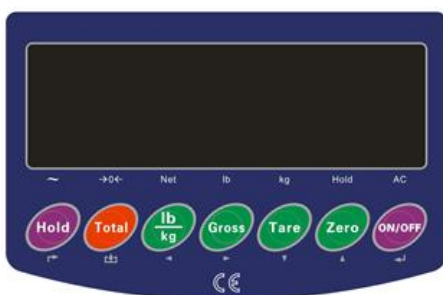 ~ →0← Net lb kg Hold AC
Hold Total lb/kg Gross Tare Zero ON/OFF
CE